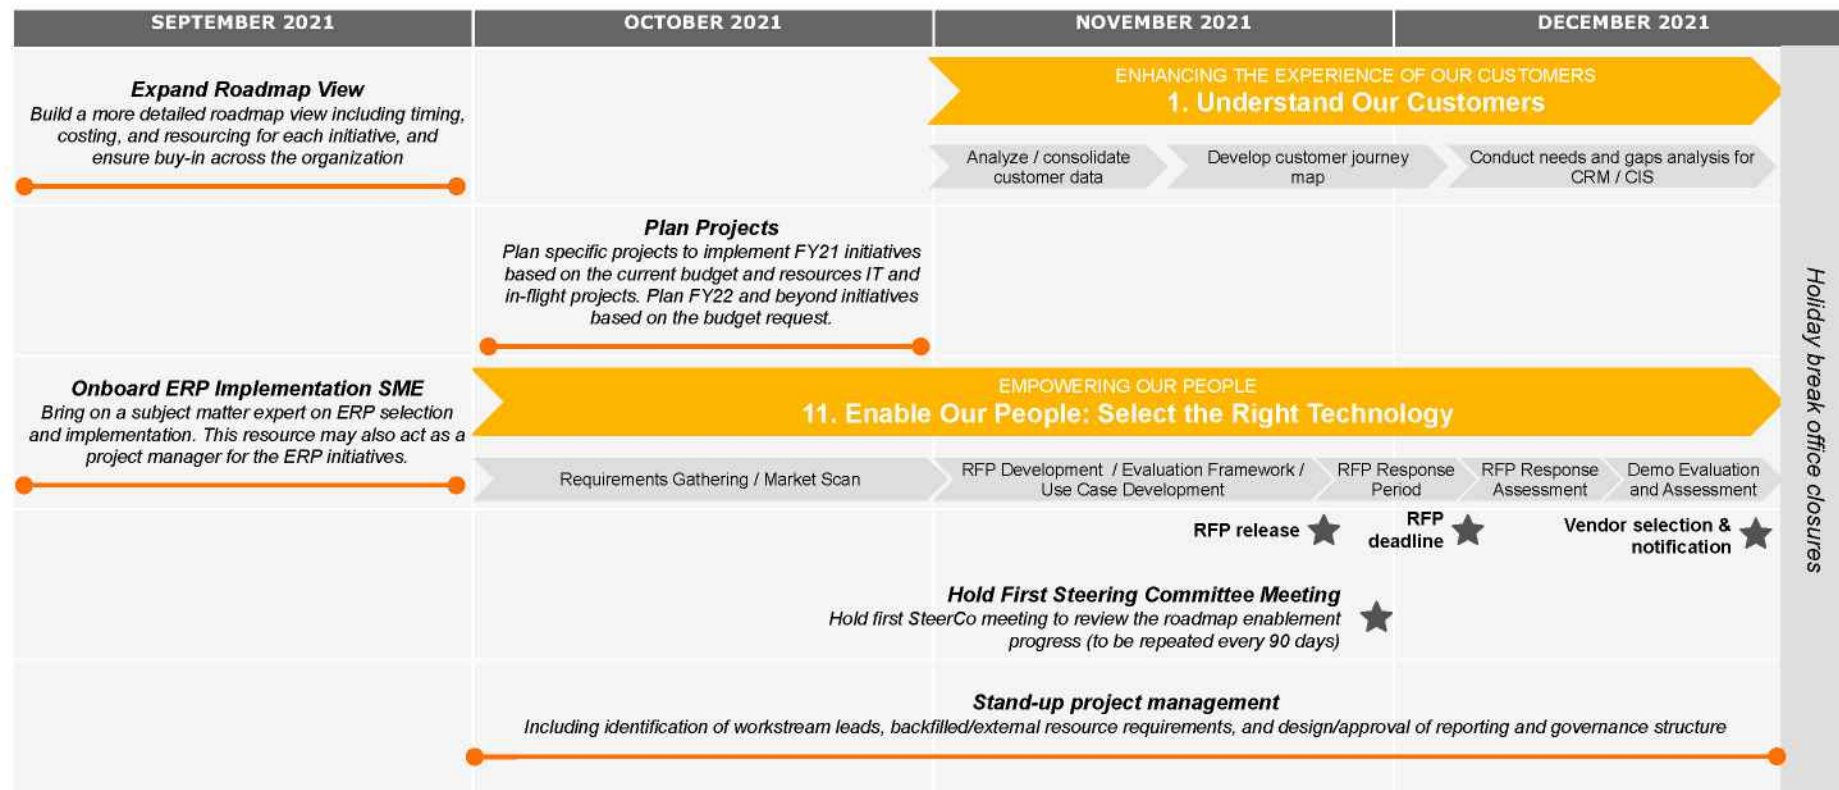 SEPTEMBER 2021
OCTOBER 2021
NOVEMBER 2021
DECEMBER 2021
Expand Roadmap View
Build a more detailed roadmap view including timing,
costing, and resourcing for each initiative, and
ensure buy-in across the organization
ENHANCING THE EXPERIENCE OF OUR CUSTOMERS
1. Understand Our Customers
Analyze / consolidate
customer data
Develop customer journey
map
Conduct needs and gaps analysis for
CRM / CIS
Plan Projects
Plan specific projects to implement FY21 initiatives
based on the current budget and resources IT and
in-flight projects. Plan FY22 and beyond initiatives
based on the budget request.
Onboard ERP Implementation SME
Bring on a subject matter expert on ERP selection
and implementation. This resource may also act as a
project manager for the ERP initiatives.
EMPOWERING OUR PEOPLE
11. Enable Our People: Select the Right Technology
Requirements Gathering / Market Scan
RFP Development / Evaluation Framework /
Use Case Development
RFP Response
Period
RFP Response
Assessment
Demo Evaluation
and Assessment
RFP release
RFP
deadline
Vendor selection &
notification
Hold First Steering Committee Meeting
Hold first SteerCo meeting to review the roadmap enablement
progress (to be repeated every 90 days)
Stand-up project management
Including identification of workstream leads, backfilled/external resource requirements, and design/approval of reporting and governance structure
Holiday break office closures